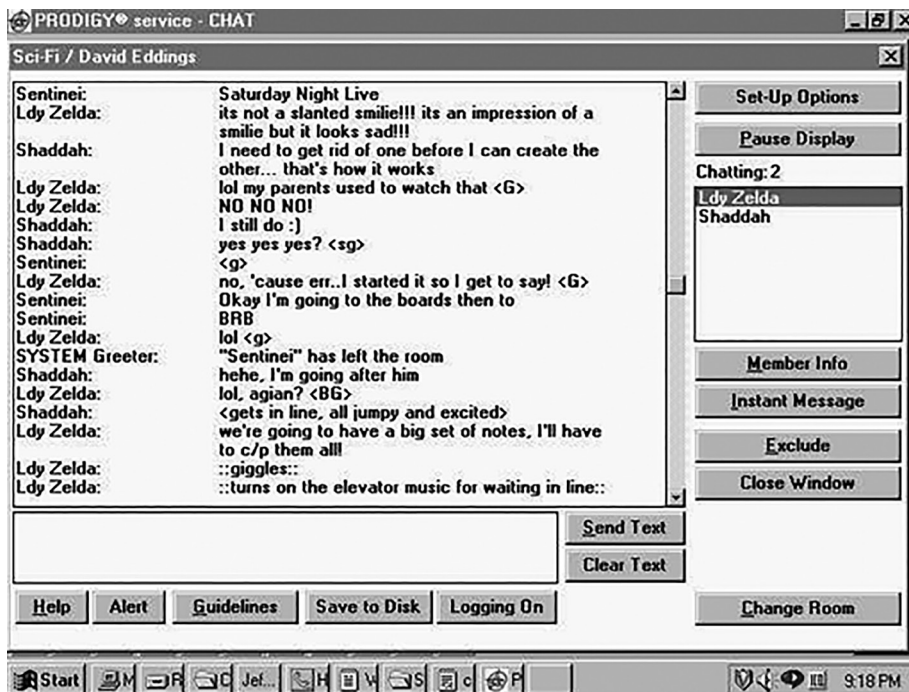 PRODIGY® service - CHAT
Sci-Fi / David Eddings
Sentinei: Saturday Night Live
Ldy Zelda: its not a slanted smilie!!! its an impression of a
smilie but it looks sad!!!
Shaddah: I need to get rid of one before I can create the
other... that's how it works
Ldy Zelda: lol my parents used to watch that <G>
Ldy Zelda: NO NO NO!
Shaddah: I still do :)
Shaddah: yes yes yes? <sg>
Sentinei: <g>
Ldy Zelda: no, 'cause err..I started it so I get to say! <G>
Sentinei: Okay I'm going to the boards then to
Sentinei: BRB
Ldy Zelda: lol <g>
SYSTEM Greeter: "Sentinei" has left the room
Shaddah: hehe, I'm going after him
Ldy Zelda: lol, agian? <BG>
Shaddah: <gets in line, all jumpy and excited>
Ldy Zelda: we're going to have a big set of notes, I'll have
to c/p them all!
Ldy Zelda: ::giggles::
Ldy Zelda: ::turns on the elevator music for waiting in line::
Set-Up Options
Pause Display
Chatting: 2
Ldy Zelda
Shaddah
Member Info
Instant Message
Exclude
Close Window
Send Text
Clear Text
Help Alert Guidelines Save to Disk Logging On Change Room
Start M F C Jef... H V S c P 9:18 PM